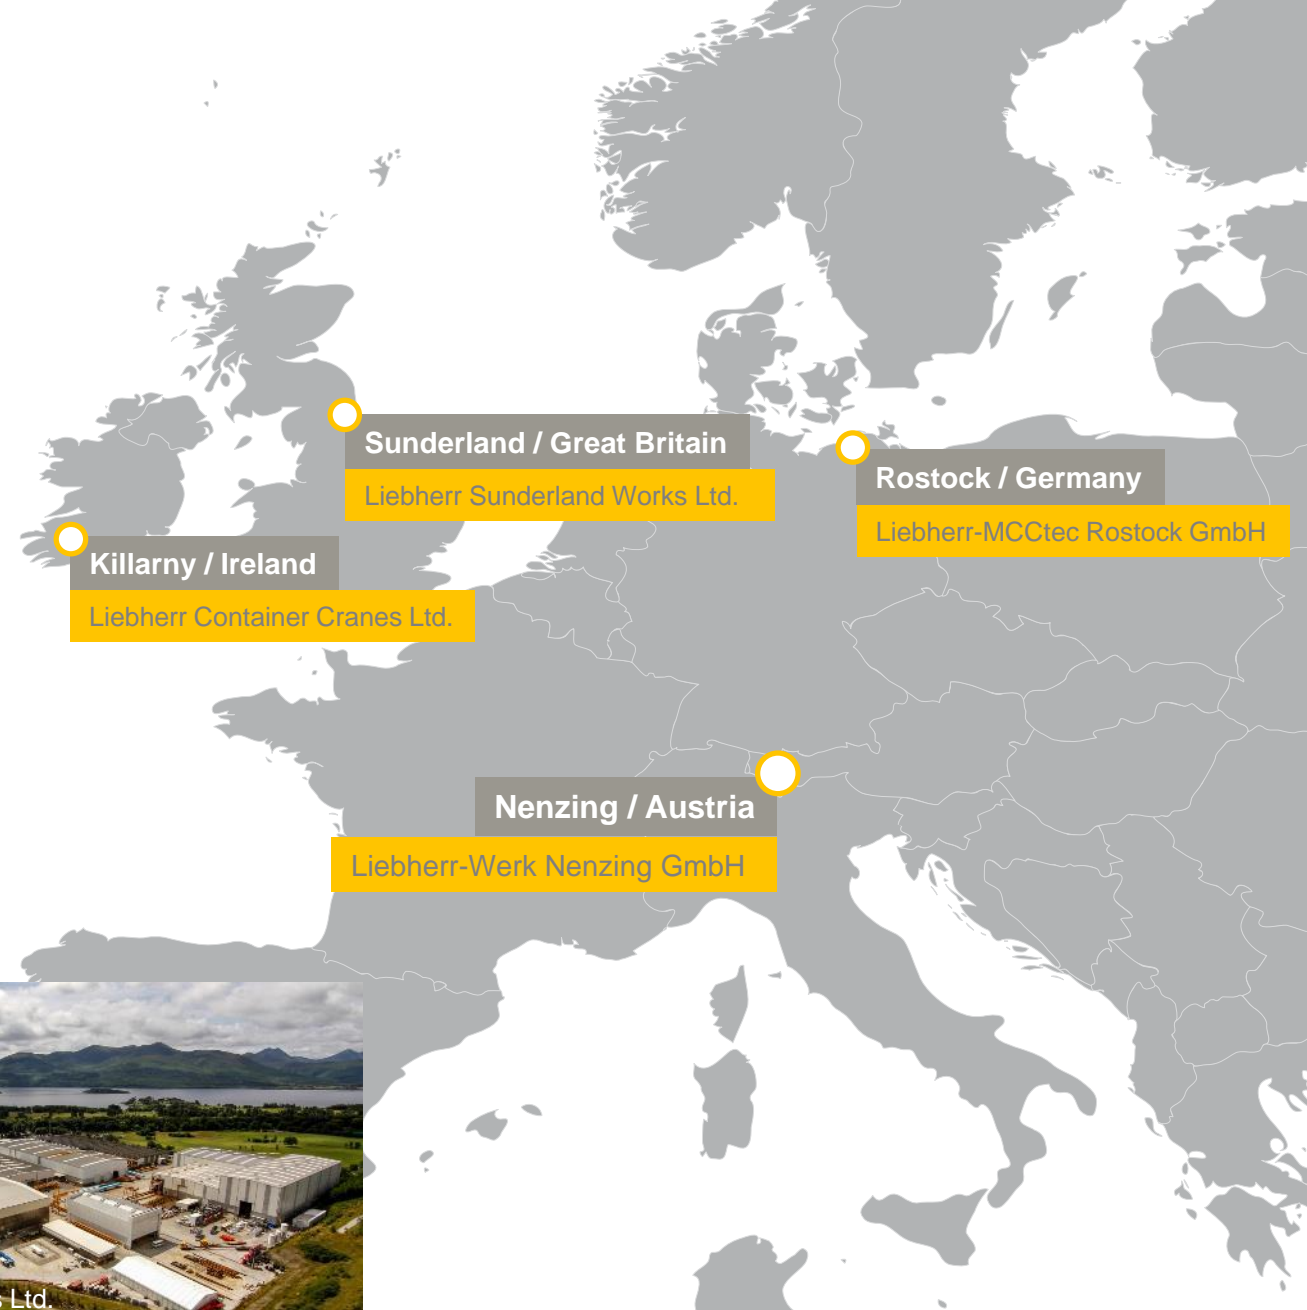 Sunderland / Great Britain
Liebherr Sunderland Works Ltd.
Rostock / Germany
Liebherr-MCCtec Rostock GmbH
Killarny / Ireland
Liebherr Container Cranes Ltd.
Nenzing / Austria
Liebherr-Werk Nenzing GmbH
Ltd.